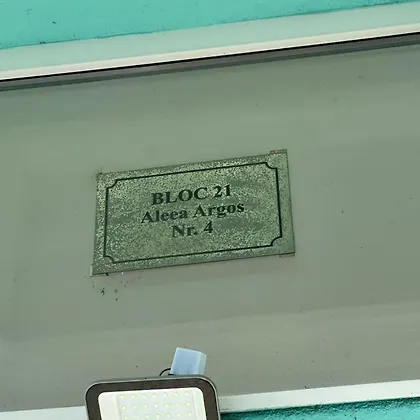 BLOC 21
Aleea Argos
Nr. 4